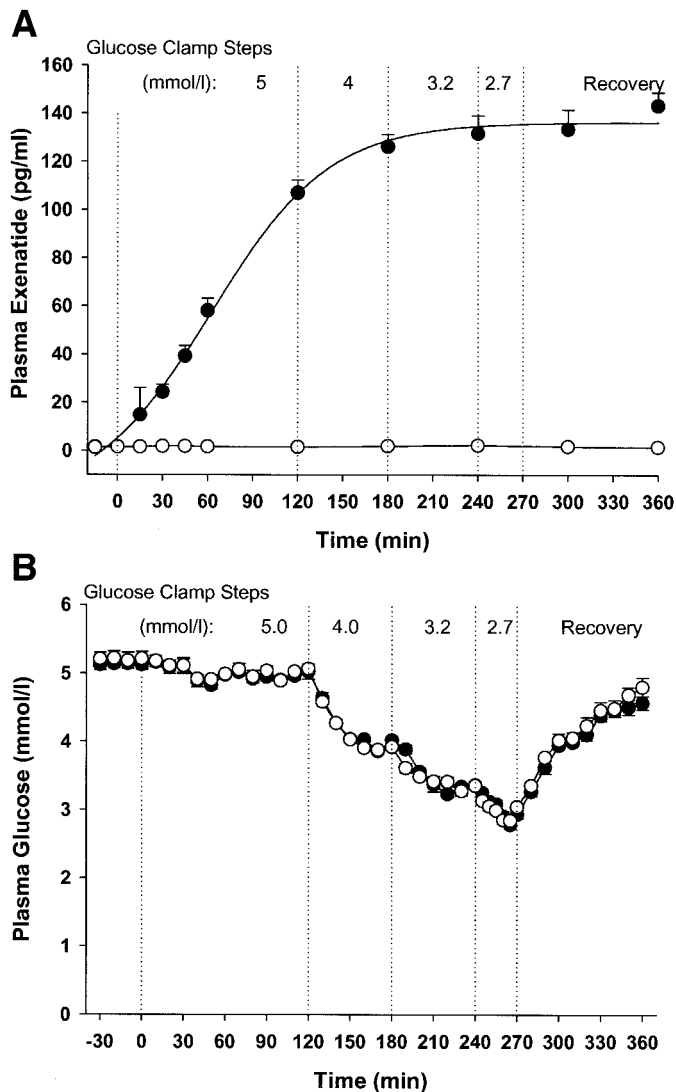 A
Glucose Clamp Steps
(mmol/l): 5 4 3.2 2.7 Recovery
160
140
120
100
80
60
40
20
0
Plasma Exenatide (pg/ml)
0 30 60 90 120 150 180 210 240 270 300 330 360
Time (min)
B
Glucose Clamp Steps
(mmol/l): 5.0 4.0 3.2 2.7 Recovery
6
5
4
3
2
1
0
Plasma Glucose (mmol/l)
-30 0 30 60 90 120 150 180 210 240 270 300 330 360
Time (min)